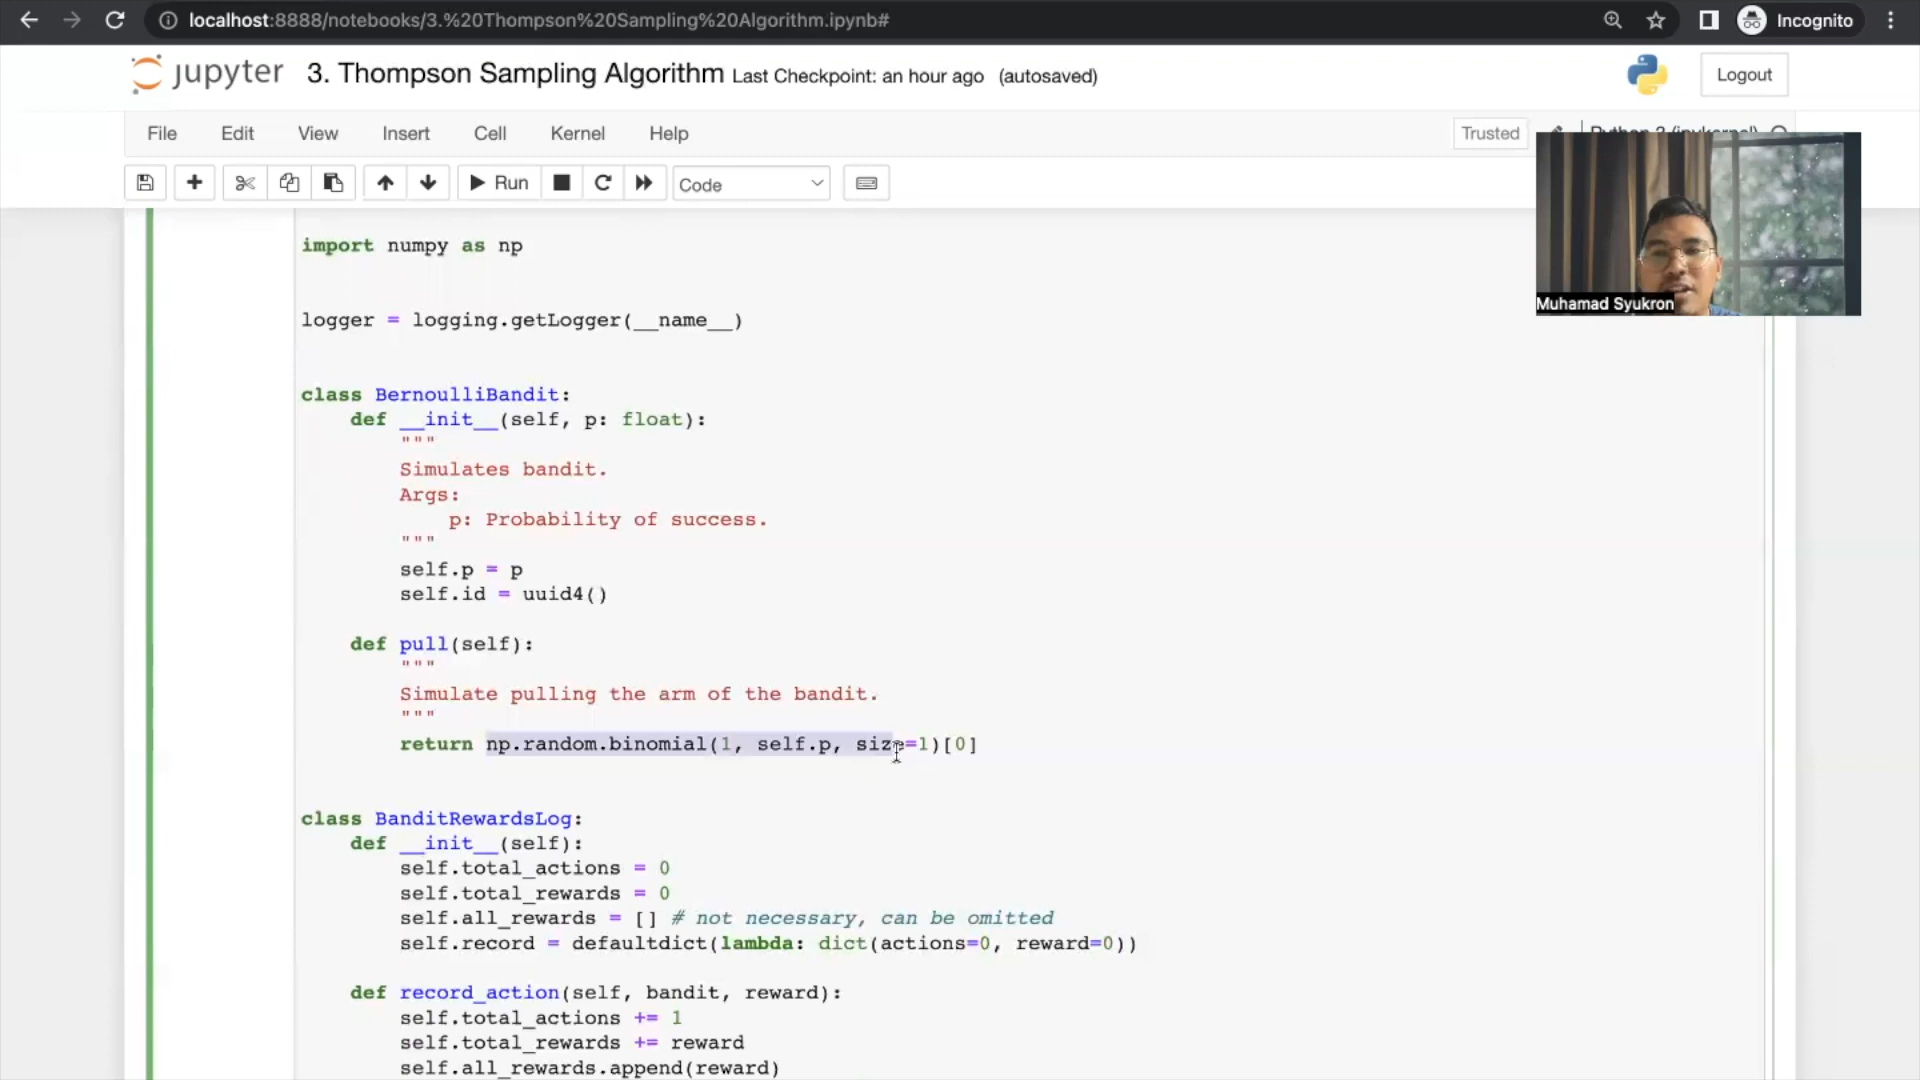 localhost:8888/notebooks/3.%20Thompson%20Sampling%20Algorithm.ipynb#
Incognito
jupyter 3. Thompson Sampling Algorithm Last Checkpoint: an hour ago (autosaved)
Logout
File Edit View Insert Cell Kernel Help
Trusted
Python 3 (ipykernel)
Run
Code
Muhamad Syukron
import numpy as np
logger = logging.getLogger(__name__)
class BernoulliBandit:
def __init__(self, p: float):
"""
Simulates bandit.
Args:
p: Probability of success.
"""
self.p = p
self.id = uuid4()
def pull(self):
"""
Simulate pulling the arm of the bandit.
"""
return np.random.binomial(1, self.p, size=1)[0]
class BanditRewardsLog:
def __init__(self):
self.total_actions = 0
self.total_rewards = 0
self.all_rewards = [] # not necessary, can be omitted
self.record = defaultdict(lambda: dict(actions=0, reward=0))
def record_action(self, bandit, reward):
self.total_actions += 1
self.total_rewards += reward
self.all_rewards.append(reward)